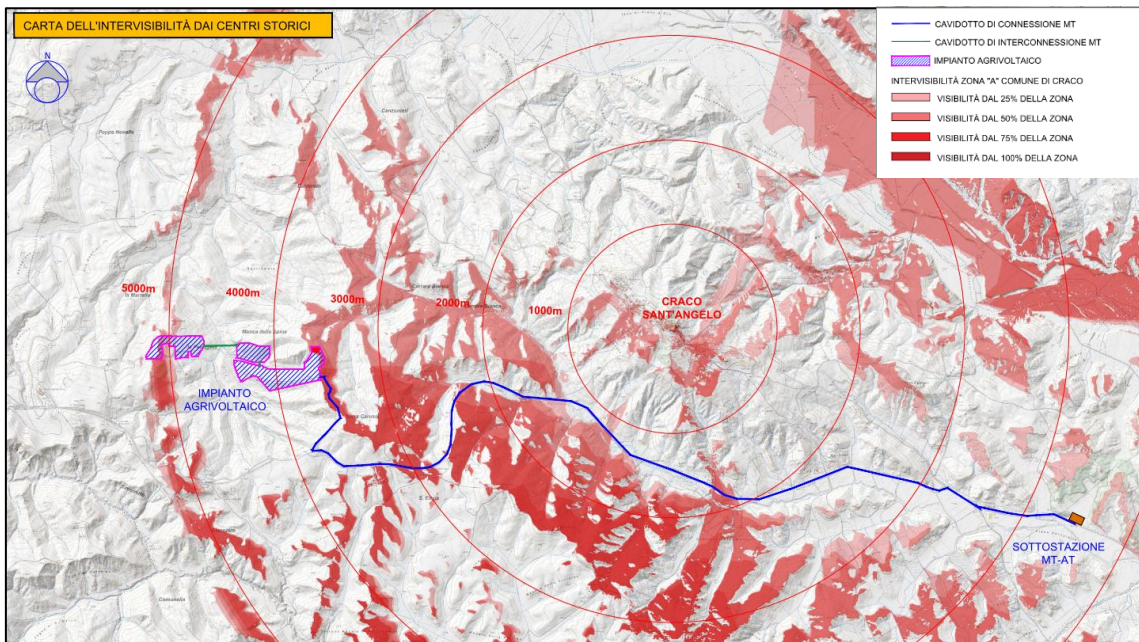 CARTA DELL'INTERVISIBILITÀ DAI CENTRI STORICI
N
CAVIDOTTO DI CONNESSIONE MT
CAVIDOTTO DI INTERCONNESSIONE MT
IMPIANTO AGRIVOLTAICO
INTERVISIBILITÀ ZONA "A" COMUNE DI CRACO
VISIBILITÀ DAL 25% DELLA ZONA
VISIBILITÀ DAL 50% DELLA ZONA
VISIBILITÀ DAL 75% DELLA ZONA
VISIBILITÀ DAL 100% DELLA ZONA
5000m
4000m
3000m
2000m
1000m
CRACO
SANT'ANGELO
IMPIANTO
AGRIVOLTAICO
SOTTOSTAZIONE
MT-AT